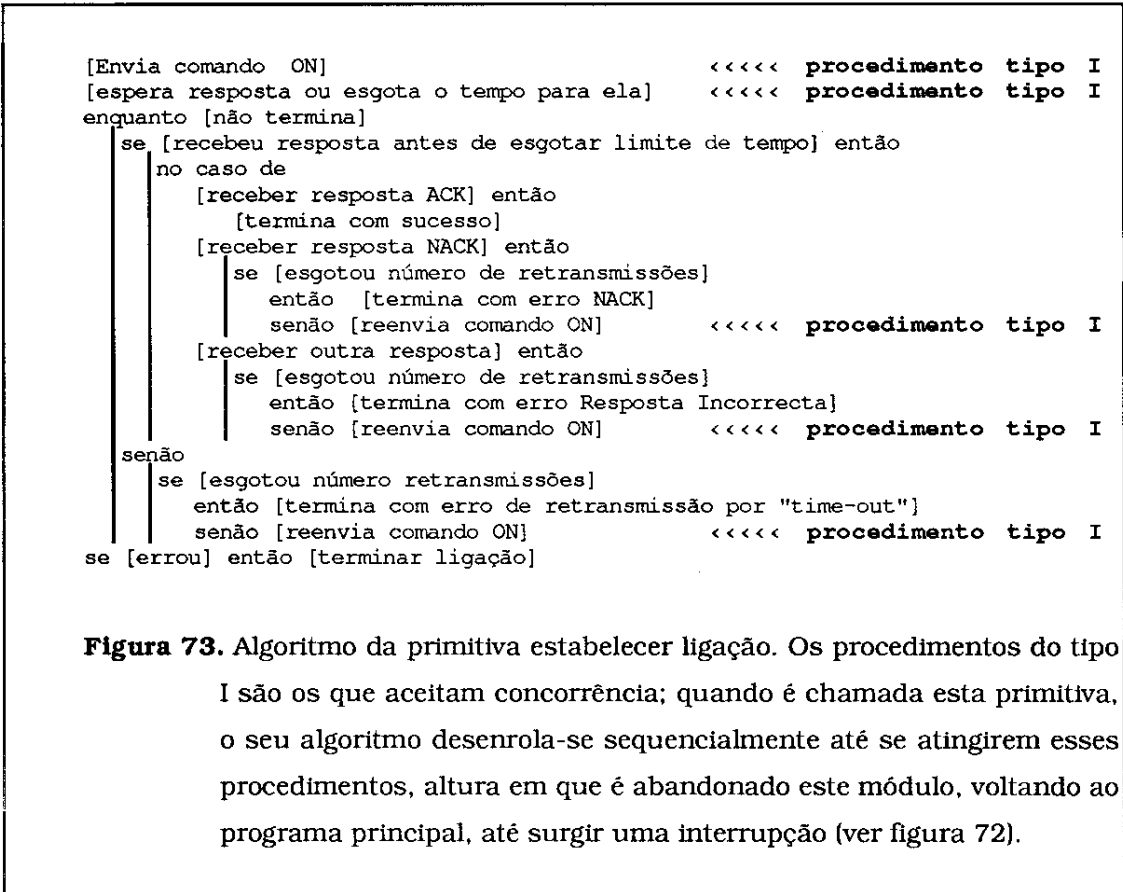 [Envia comando ON] <<<<< procedimento tipo I
[espera resposta ou esgota o tempo para ela] <<<<< procedimento tipo I
enquanto [não termina]
se [recebeu resposta antes de esgotar limite de tempo] então
no caso de
[receber resposta ACK] então
[termina com sucesso]
[receber resposta NACK] então
se [esgotou número de retransmissões]
então [termina com erro NACK]
senão [reenvia comando ON] <<<<< procedimento tipo I
[receber outra resposta] então
se [esgotou número de retransmissões]
então [termina com erro Resposta Incorrecta]
senão [reenvia comando ON] <<<<< procedimento tipo I
senão
se [esgotou número retransmissões]
então [termina com erro de retransmissão por "time-out"]
senão [reenvia comando ON] <<<<< procedimento tipo I
se [errou] então [terminar ligação]
Figura 73. Algoritmo da primitiva estabelecer ligação. Os procedimentos do tipo
I são os que aceitam concorrência; quando é chamada esta primitiva,
o seu algoritmo desenrola-se sequencialmente até se atingirem esses
procedimentos, altura em que é abandonado este módulo, voltando ao
programa principal, até surgir uma interrupção (ver figura 72).